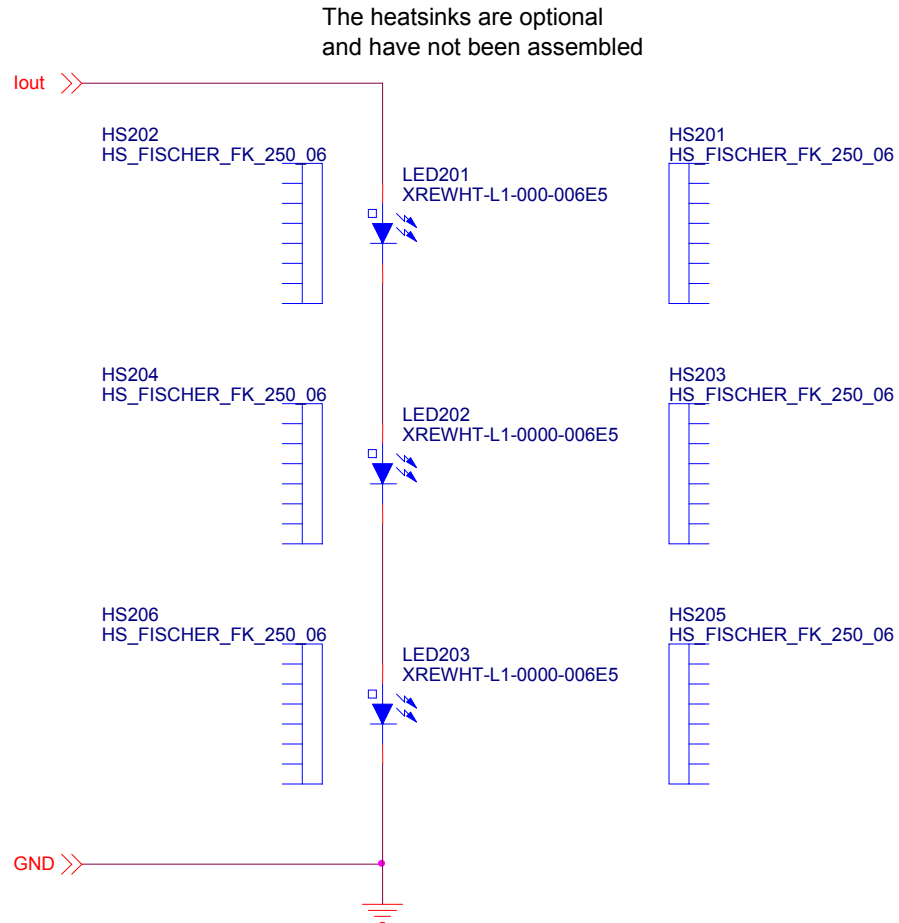 The heatsinks are optional
and have not been assembled
Iout
HS202
HS_FISCHER_FK_250_06
HS201
HS_FISCHER_FK_250_06
LED201
XREWHT-L1-000-006E5
HS204
HS_FISCHER_FK_250_06
HS203
HS_FISCHER_FK_250_06
LED202
XREWHT-L1-0000-006E5
HS206
HS_FISCHER_FK_250_06
HS205
HS_FISCHER_FK_250_06
LED203
XREWHT-L1-0000-006E5
GND